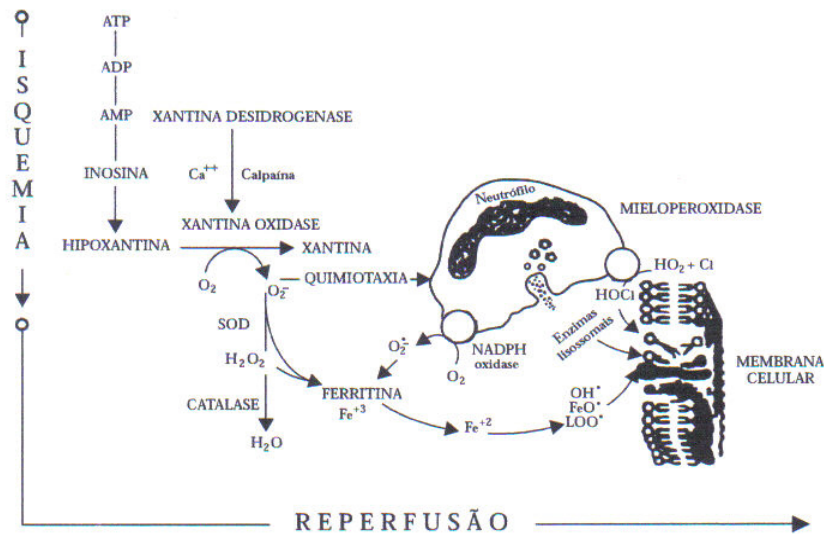 ISQUEMIA
ATP
ADP
AMP
XANTINA DESIDROGENASE
INOSINA
Ca++
Calpaína
XANTINA OXIDASE
HIPOXANTINA
XANTINA
O2
O2-
QUIMIOTAXIA
Neutrófilo
MIELOPEROXIDASE
HO2 + Cl
HOCl
Enzimas
lisossomais
MEMBRANA
CELULAR
SOD
H2O2
CATALASE
H2O
O2•
NADPH
oxidase
O2
FERRITINA
Fe+3
Fe+2
OH•
FeO•
LOO•
REPERFUSÃO